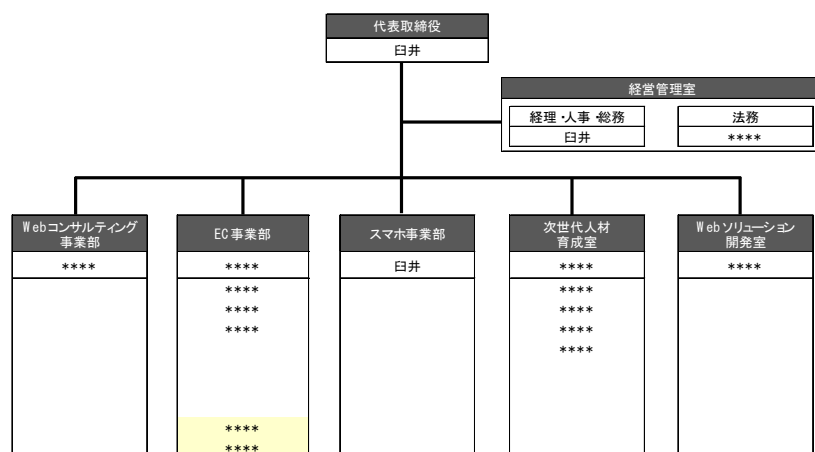 代表取締役
臼井
経営管理室
経理・人事・総務
法務
臼井
****
Webコンサルティング
事業部
EC事業部
スマホ事業部
次世代人材
育成室
Webソリューション
開発室
****
****
臼井
****
****
****
****
****
****
****
****
****
****
****